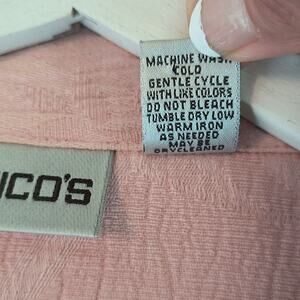 MACHINE WASH
COLD
GENTLE CYCLE
WITH LIKE COLORS
DO NOT BLEACH
TUMBLE DRY LOW
WARM IRON
AS NEEDED
MAY BE
DRYCLEANED
ICO'S